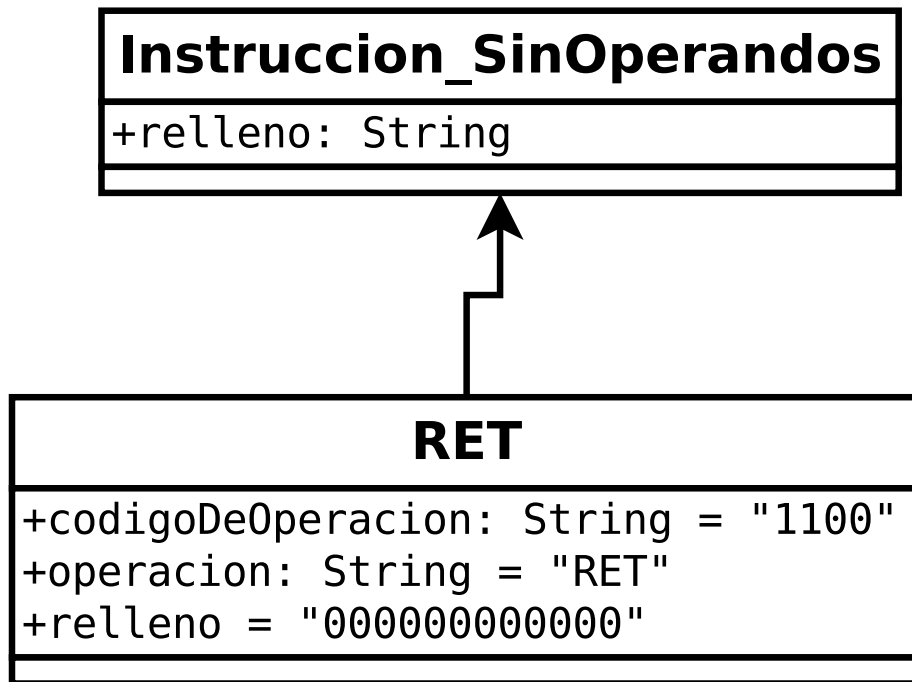 Instruccion_SinOperandos
+relleno: String
RET
+codigoDeOperacion: String = "1100"
+operacion: String = "RET"
+relleno = "000000000000"